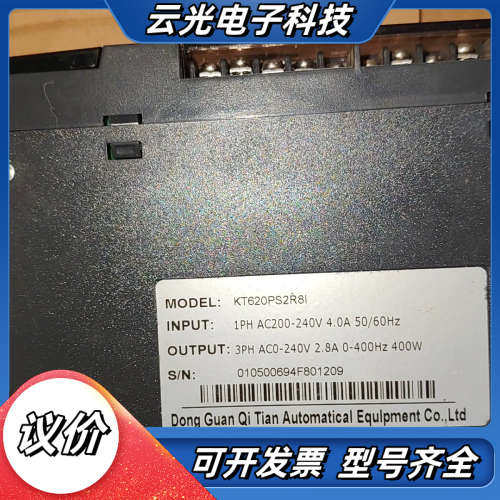 云光电子科技
MODEL: KT620PS2R8I
INPUT: 1PH AC200-240V 4.0A 50/60Hz
OUTPUT: 3PH AC0-240V 2.8A 0-400Hz 400W
S/N: 010500694F801209
Dong Guan Qi Tian Automatical Equlpment Co.,Ltd
议价
可开发票 型号齐全